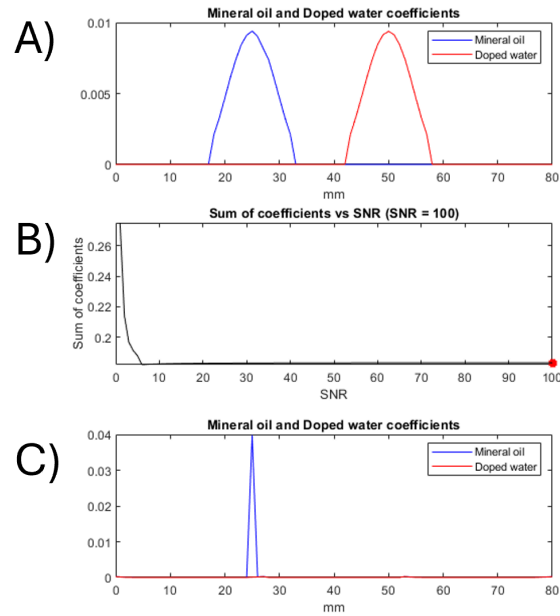 A)
Mineral oil and Doped water coefficients
0.01
0.005
0
Mineral oil
Doped water
0 10 20 30 40 50 60 70 80
mm
B)
Sum of coefficients vs SNR (SNR = 100)
Sum of coefficients
0.26
0.24
0.22
0.2
0 10 20 30 40 50 60 70 80 90 100
SNR
C)
Mineral oil and Doped water coefficients
0.04
0.03
0.02
0.01
0
Mineral oil
Doped water
0 10 20 30 40 50 60 70 80
mm